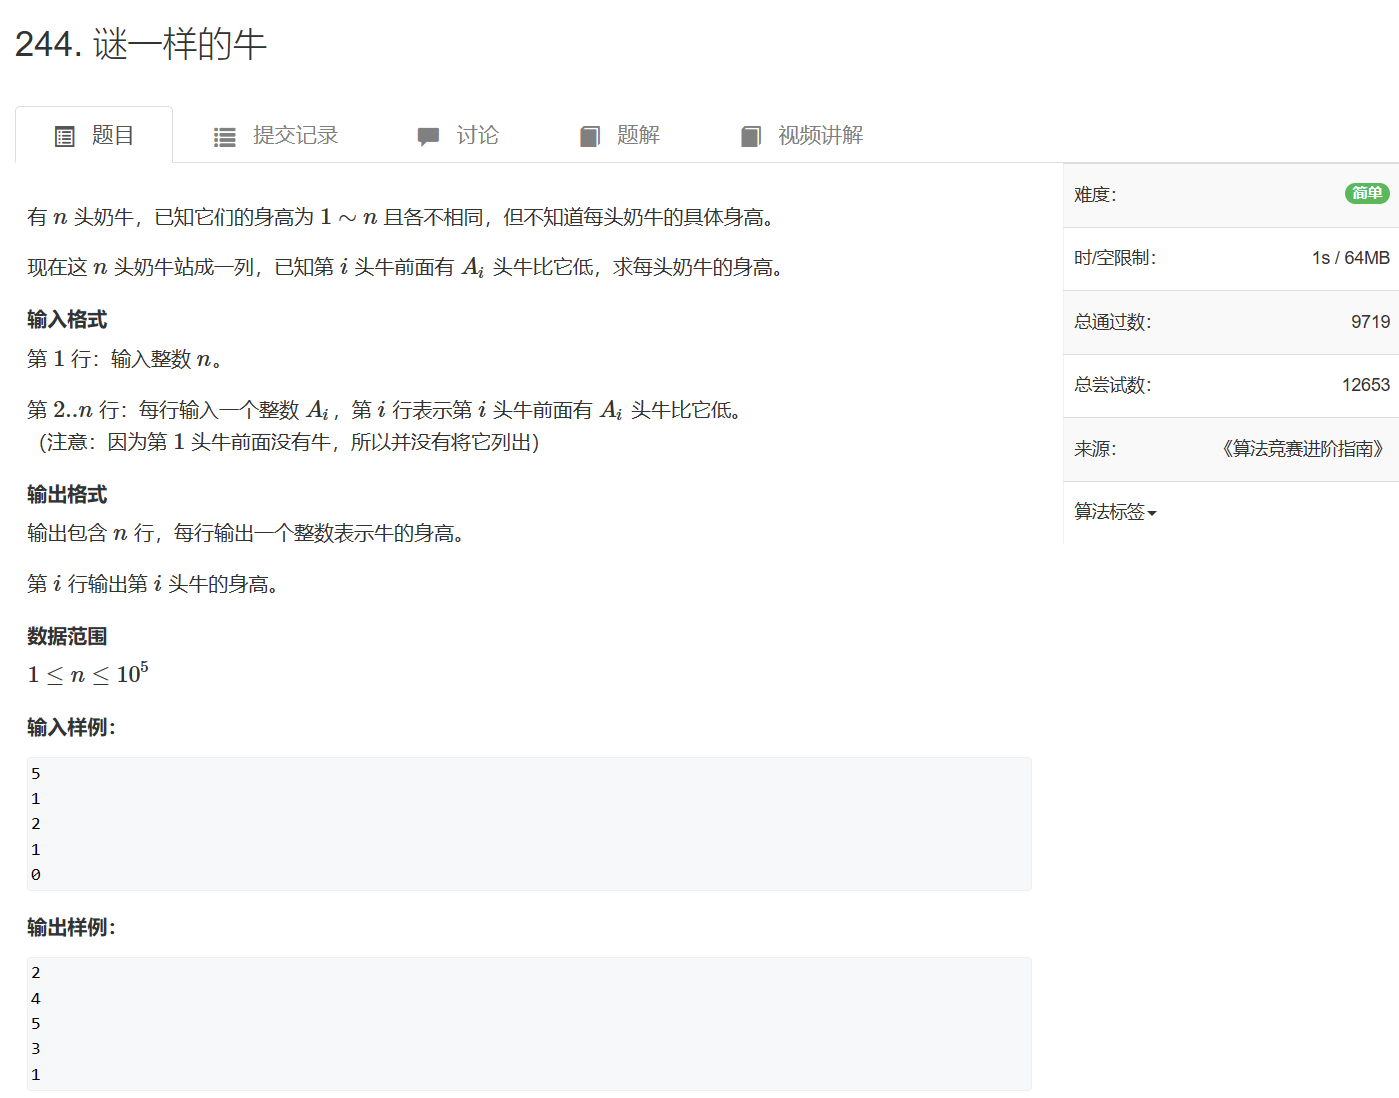 244. 谜一样的牛
题目 提交记录 讨论 题解 视频讲解
有 n 头奶牛，已知它们的身高为 1 ∼ n 且各不相同，但不知道每头奶牛的具体身高。
现在这 n 头奶牛站成一列，已知第 i 头牛前面有 Aᵢ 头牛比它低，求每头奶牛的身高。
输入格式
第 1 行：输入整数 n。
第 2..n 行：每行输入一个整数 Aᵢ，第 i 行表示第 i 头牛前面有 Aᵢ 头牛比它低。
（注意：因为第 1 头牛前面没有牛，所以并没有将它列出）
输出格式
输出包含 n 行，每行输出一个整数表示牛的身高。
第 i 行输出第 i 头牛的身高。
数据范围
1 ≤ n ≤ 10⁵
输入样例：
5
1
2
1
0
输出样例：
2
4
5
3
1
难度： 简单
时/空限制： 1s / 64MB
总通过数： 9719
总尝试数： 12653
来源： 《算法竞赛进阶指南》
算法标签